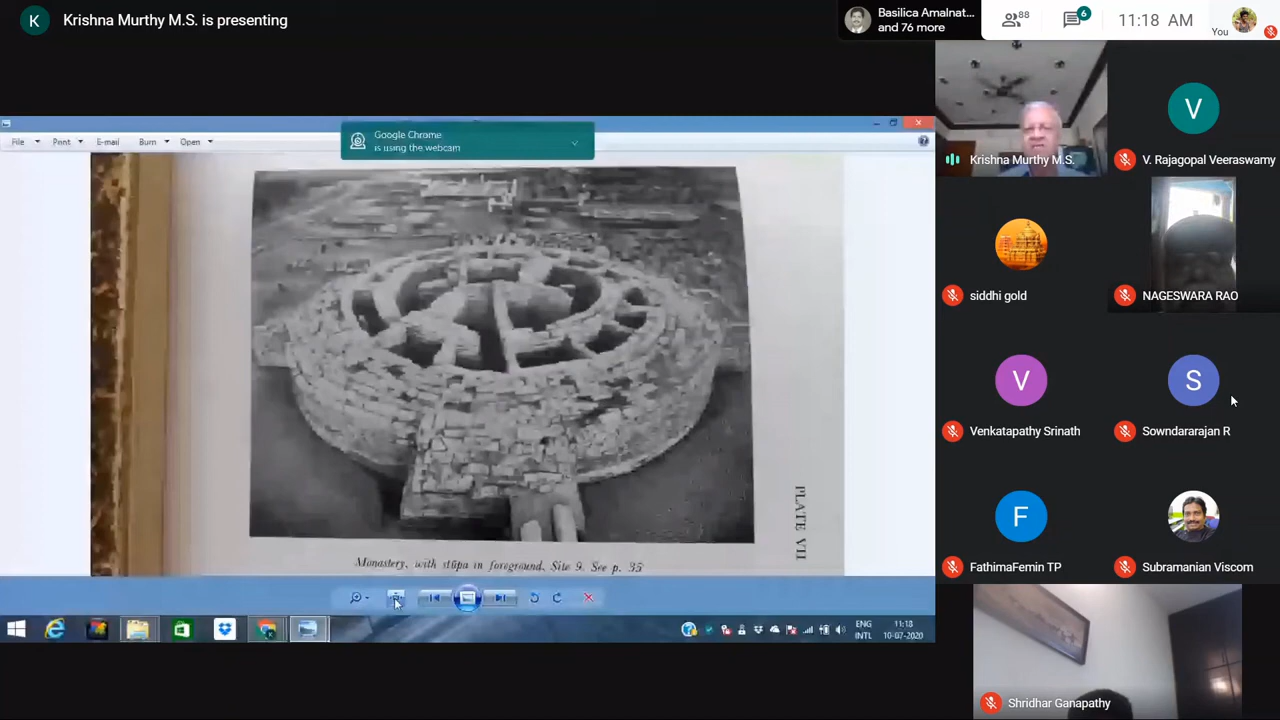 K
Krishna Murthy M.S. is presenting
Basilica Amalnat...
and 76 more
88
6
11:18 AM
You
Google Chrome
is using the webcam
File
Print
E-mail
Burn
Open
PLATE VII
Monastery, with stūpa in foreground. Site 9. See p. 35
ENG
INTL
11:18
10-07-2020
Krishna Murthy M.S.
V
V. Rajagopal Veeraswamy
siddhi gold
NAGESWARA RAO
V
Venkatapathy Srinath
S
Sowndararajan R
F
FathimaFemin TP
Subramanian Viscom
Shridhar Ganapathy